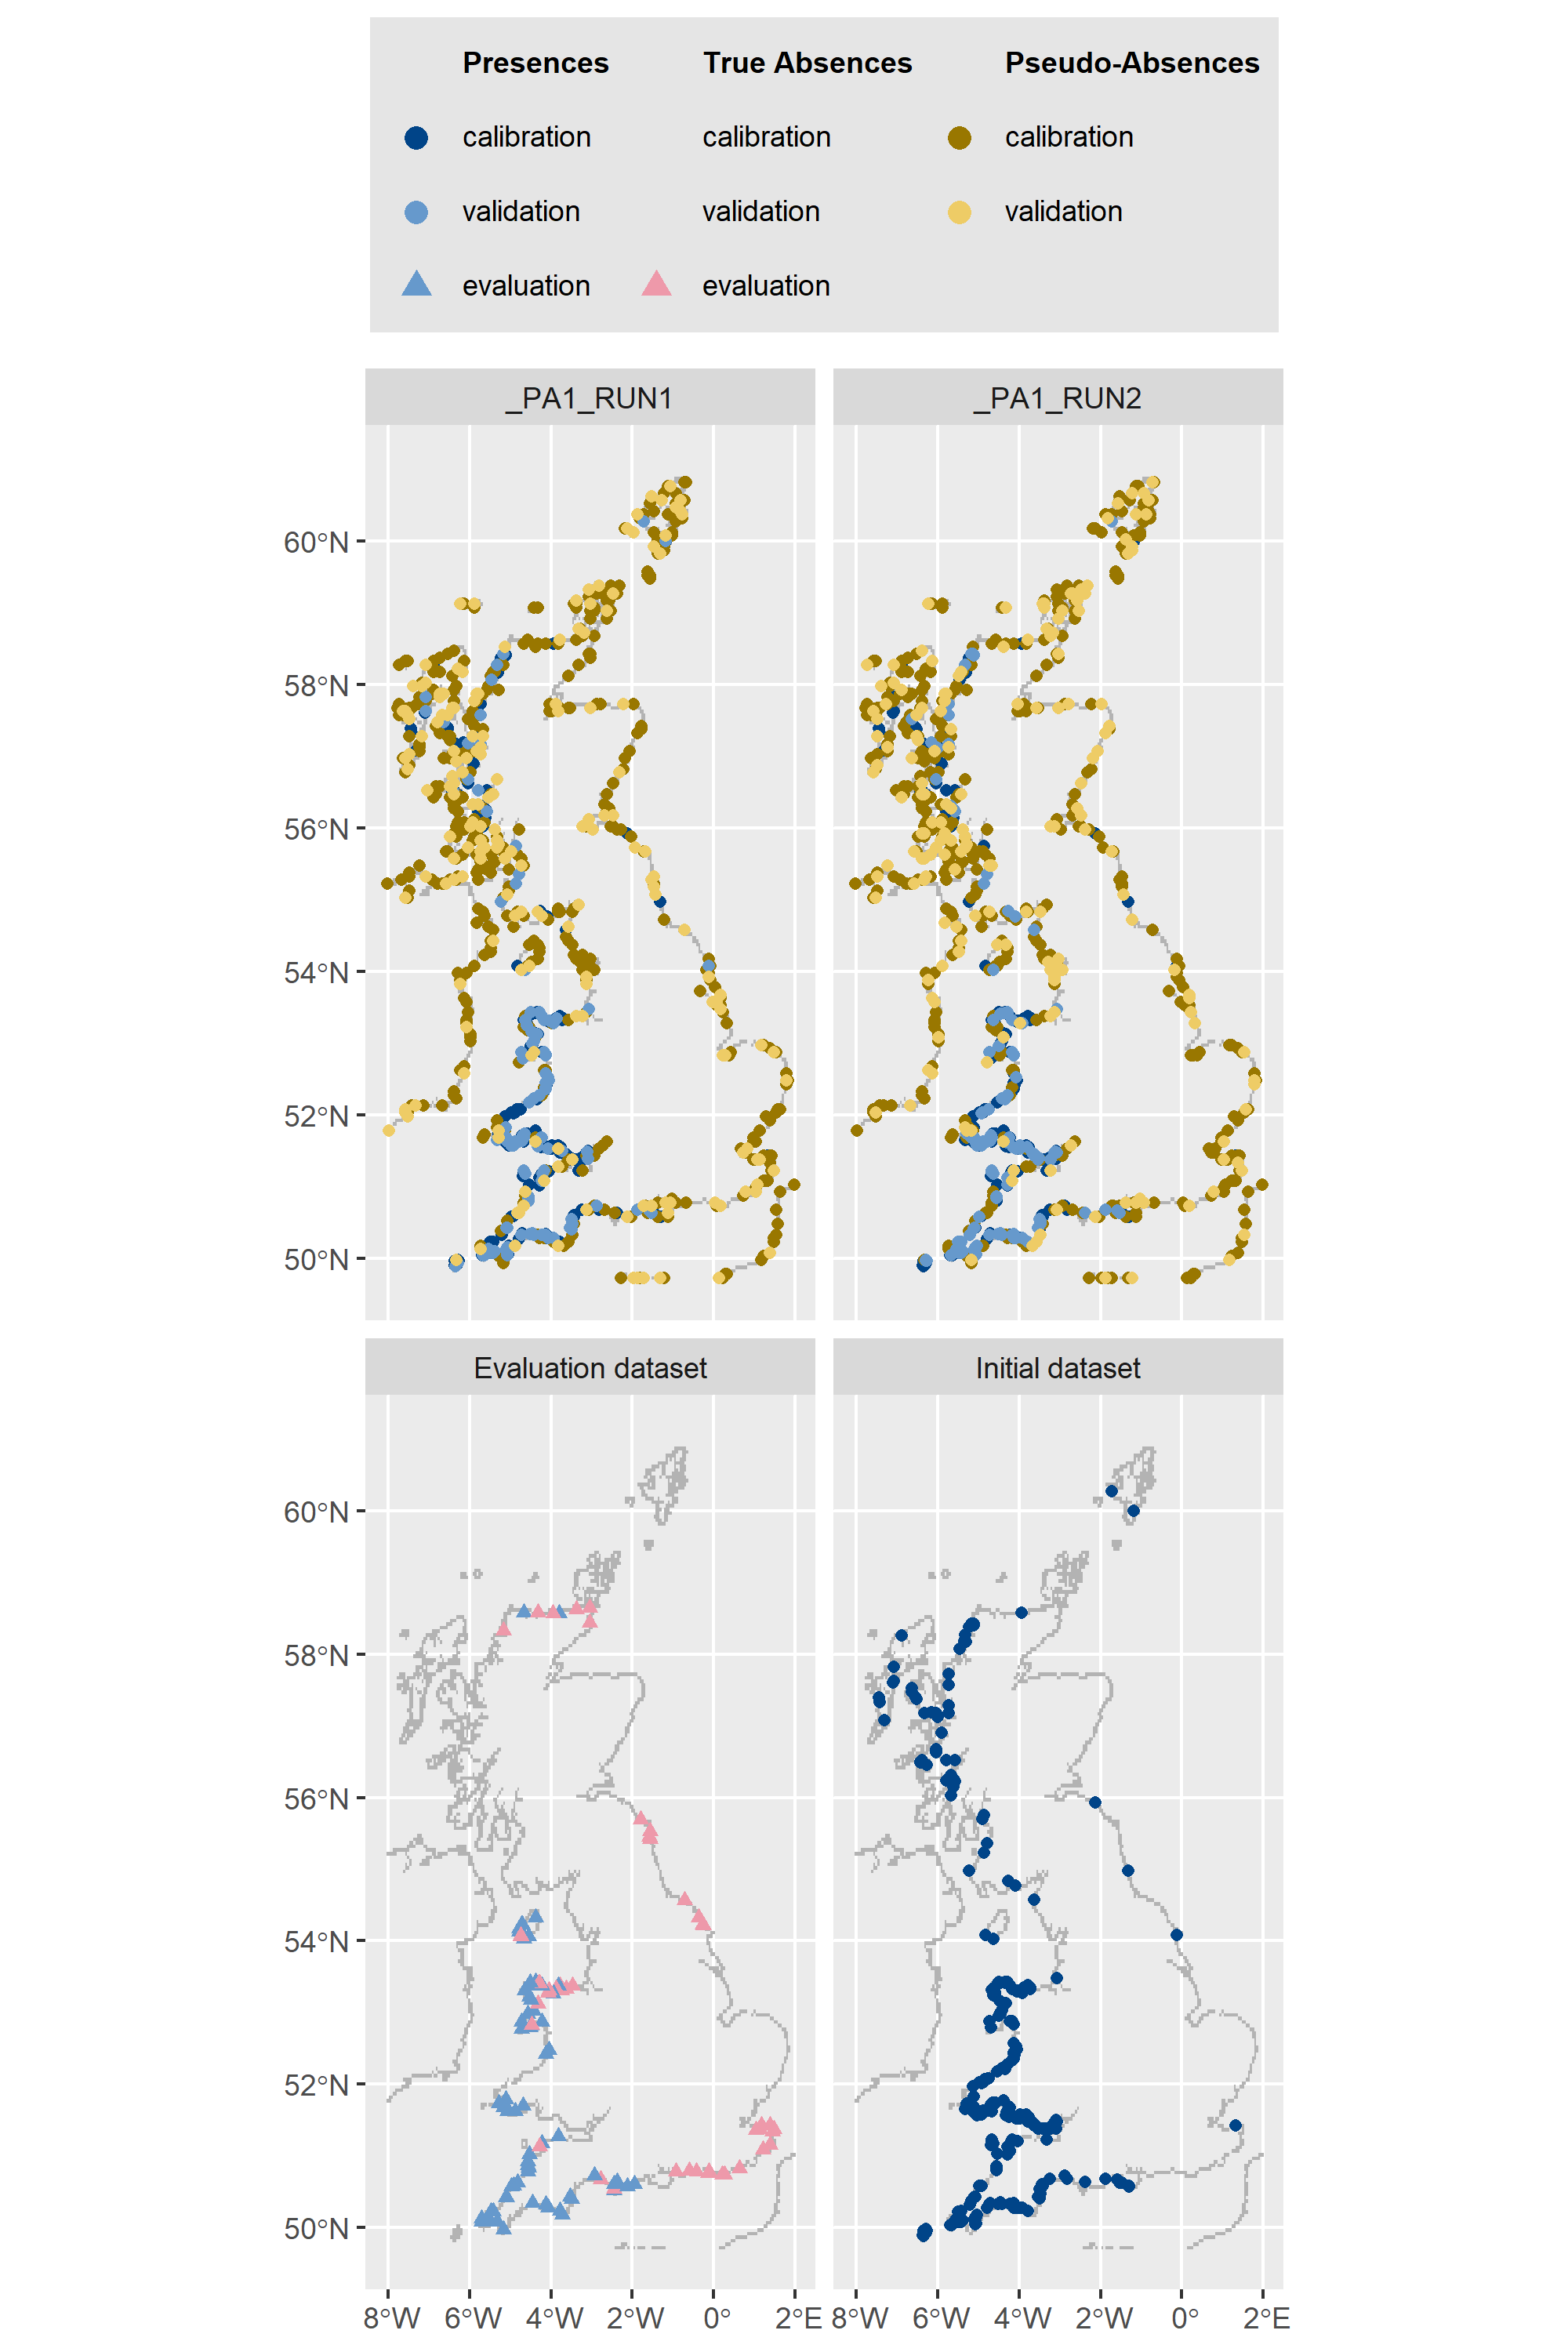 Presences True Absences Pseudo-Absences
calibration calibration calibration
validation validation validation
evaluation evaluation
_PA1_RUN1 _PA1_RUN2
60°N
58°N
56°N
54°N
52°N
50°N
Evaluation dataset Initial dataset
60°N
58°N
56°N
54°N
52°N
50°N
8°W 6°W 4°W 2°W 0° 2°E 8°W 6°W 4°W 2°W 0° 2°E